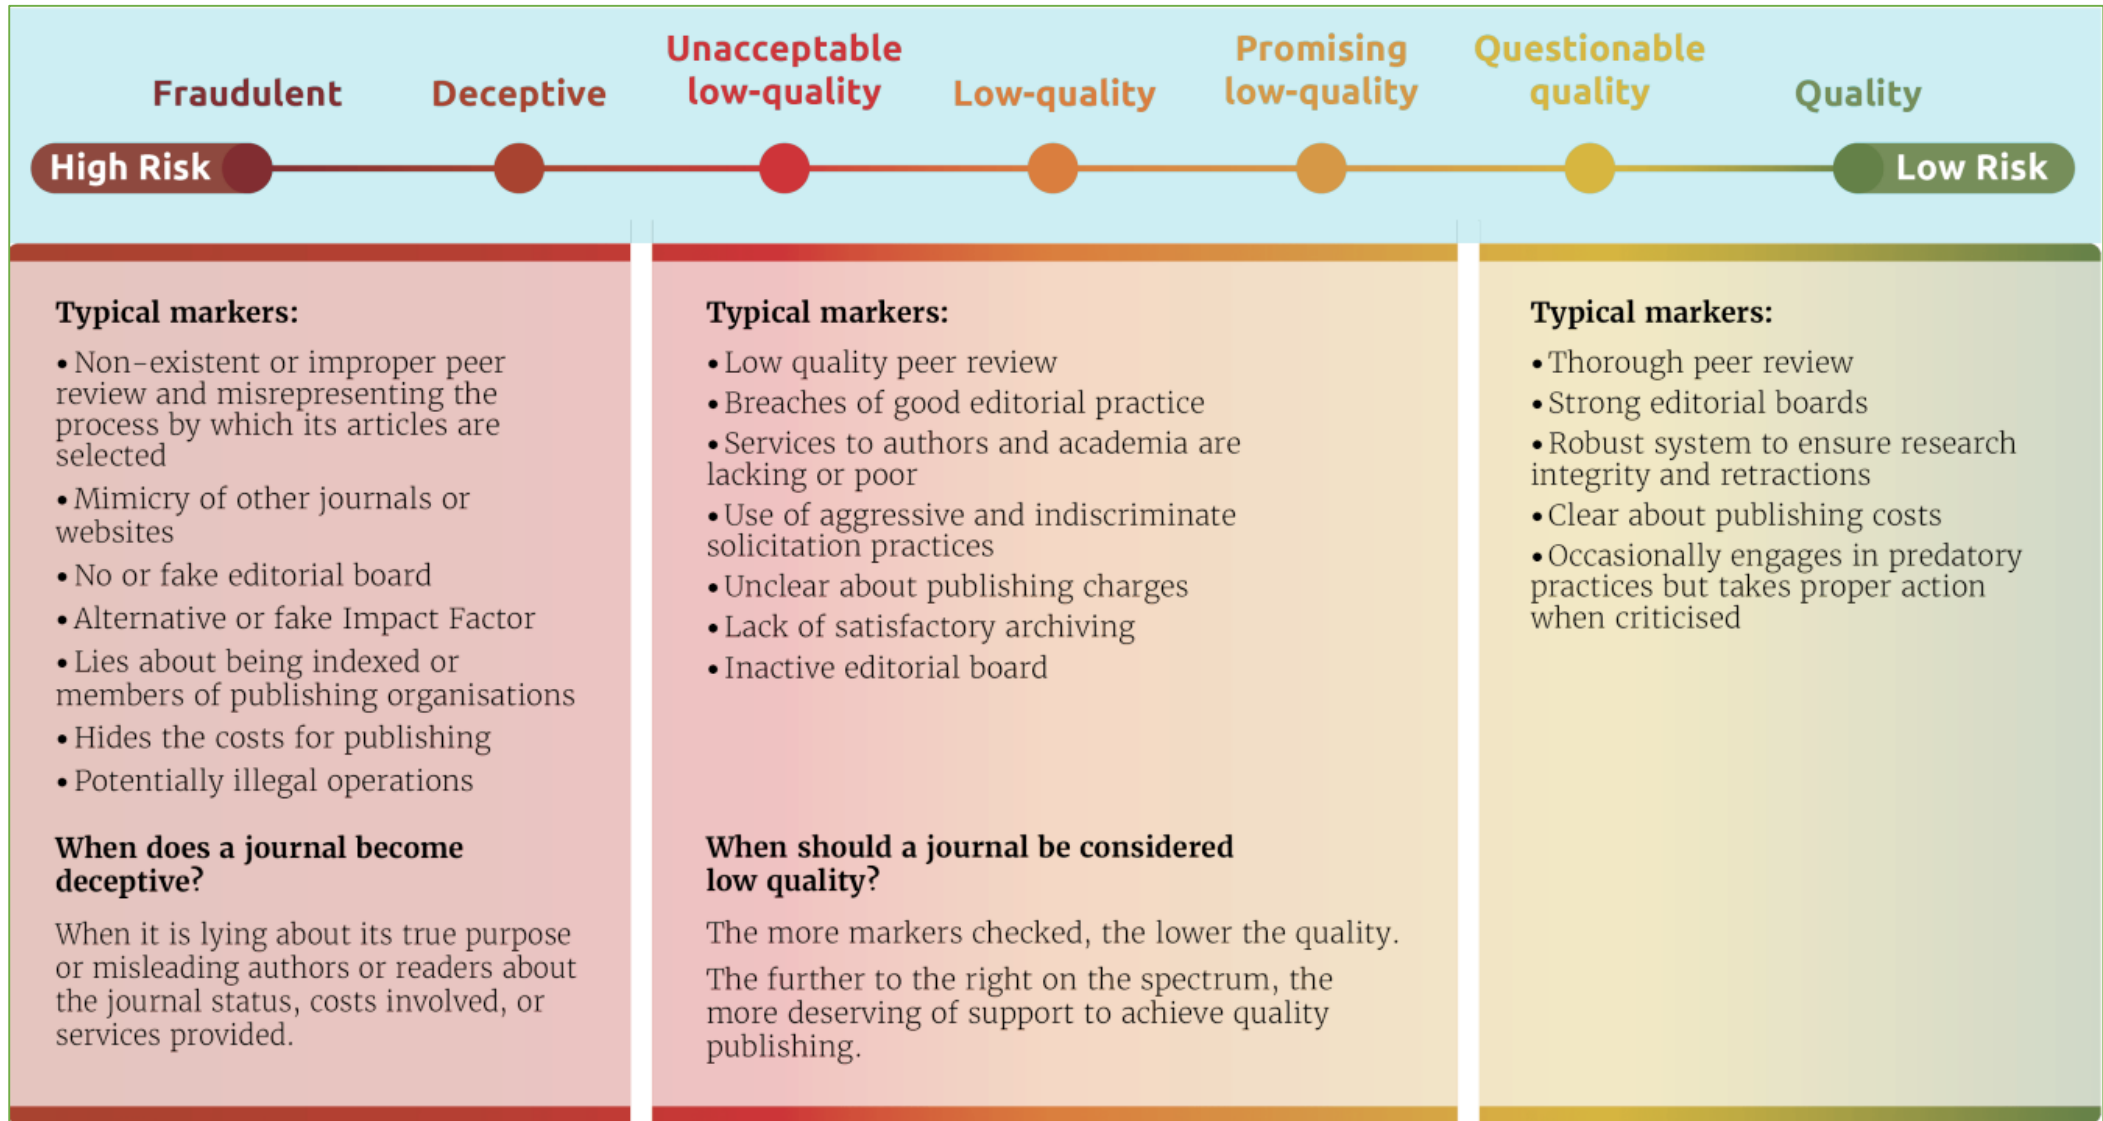 Fraudulent
Deceptive
Unacceptable
low-quality
Low-quality
Promising
low-quality
Questionable
quality
Quality
High Risk
Low Risk
Typical markers:
• Non-existent or improper peer
review and misrepresenting the
process by which its articles are
selected
• Mimicry of other journals or
websites
• No or fake editorial board
• Alternative or fake Impact Factor
• Lies about being indexed or
members of publishing organisations
• Hides the costs for publishing
• Potentially illegal operations
When does a journal become
deceptive?
When it is lying about its true purpose
or misleading authors or readers about
the journal status, costs involved, or
services provided.
Typical markers:
• Low quality peer review
• Breaches of good editorial practice
• Services to authors and academia are
lacking or poor
• Use of aggressive and indiscriminate
solicitation practices
• Unclear about publishing charges
• Lack of satisfactory archiving
• Inactive editorial board
When should a journal be considered
low quality?
The more markers checked, the lower the quality.
The further to the right on the spectrum, the
more deserving of support to achieve quality
publishing.
Typical markers:
• Thorough peer review
• Strong editorial boards
• Robust system to ensure research
integrity and retractions
• Clear about publishing costs
• Occasionally engages in predatory
practices but takes proper action
when criticised